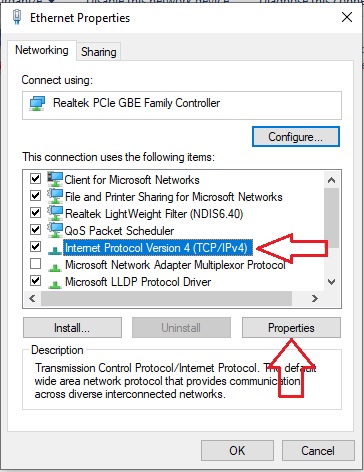 Ethernet Properties
Networking
Sharing
Connect using:
Realtek PCIe GBE Family Controller
Configure...
This connection uses the following items:
Client for Microsoft Networks
File and Printer Sharing for Microsoft Networks
Realtek LightWeight Filter (NDIS6.40)
QoS Packet Scheduler
Internet Protocol Version 4 (TCP/IPv4)
Microsoft Network Adapter Multiplexor Protocol
Microsoft LLDP Protocol Driver
Install...
Uninstall
Properties
Description
Transmission Control Protocol/Internet Protocol. The default
wide area network protocol that provides communication
across diverse interconnected networks.
OK
Cancel